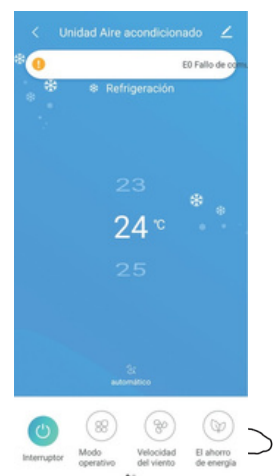 Unidad Aire acondicionado
E0 Fallo de comu
Refrigeración
23
24 °C
25
automático
Interruptor
Modo operativo
Velocidad del viento
El ahorro de energía